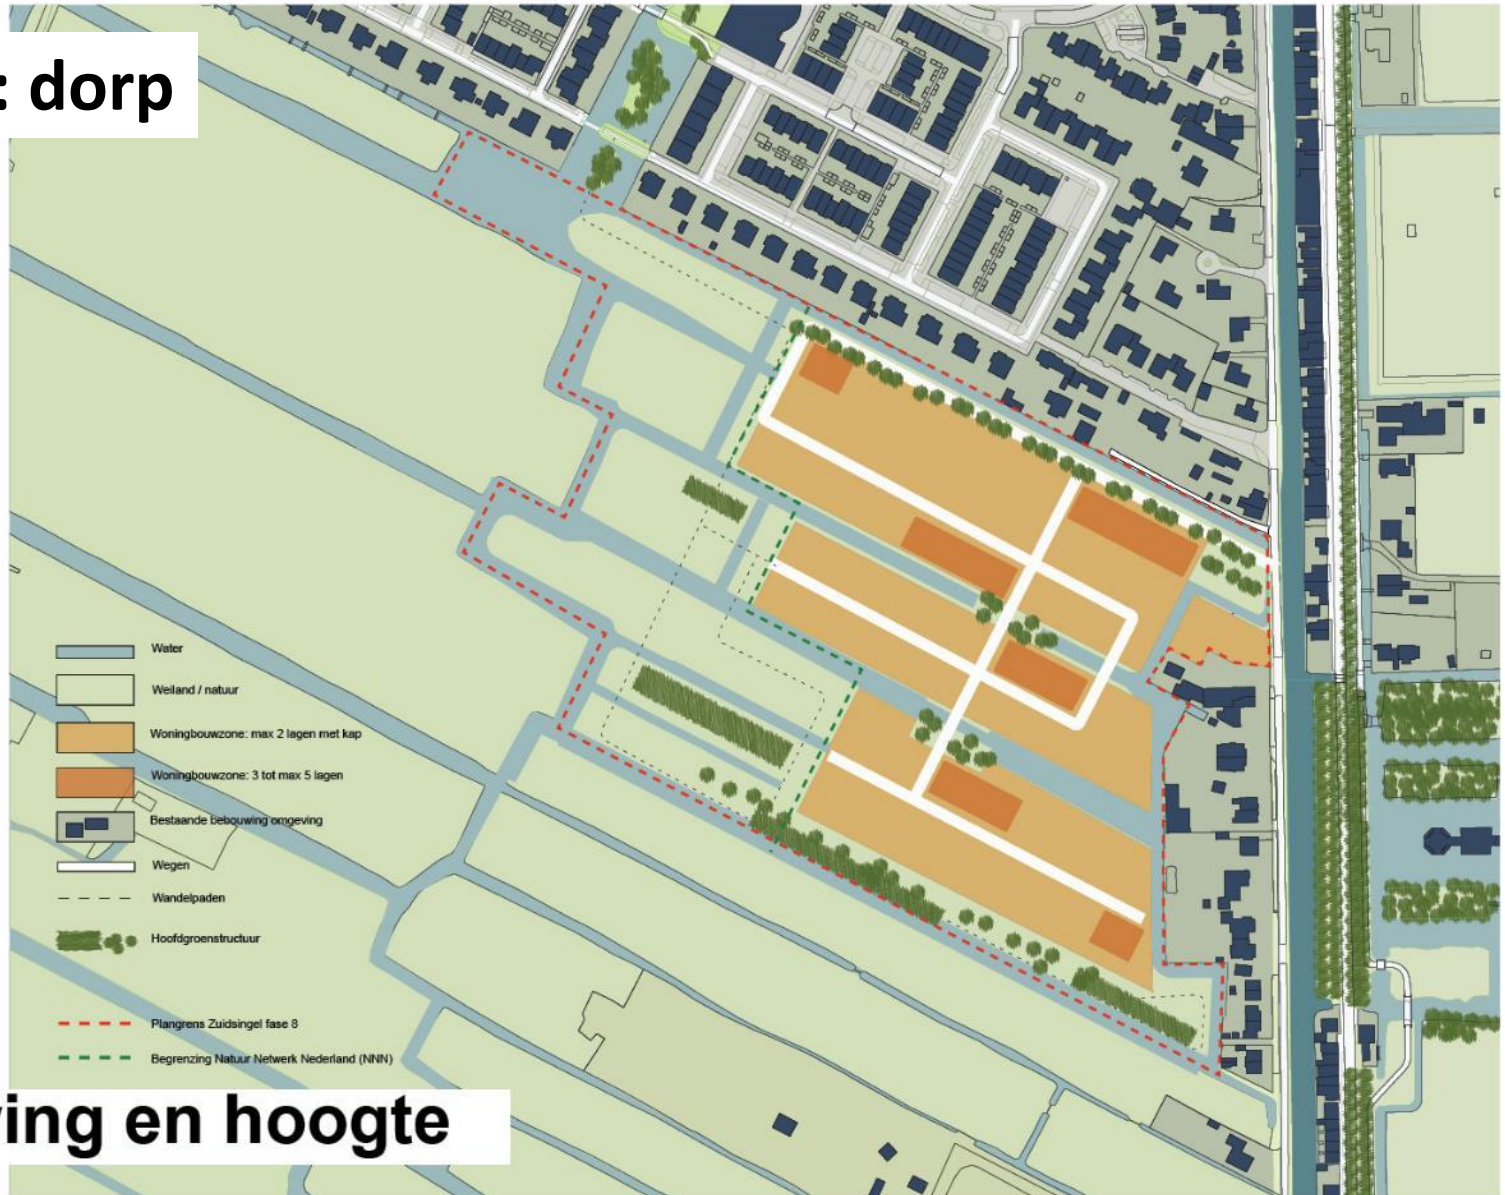 : dorp
Water
Weiland / natuur
Woningbouwzone: max 2 lagen met kap
Woningbouwzone: 3 tot max 5 lagen
Bestaande bebouwing omgeving
Wegen
Wandelpaden
Hoofdgroenstructuur
Plangrens Zuidsingel fase 8
Begrenzing Natuur Netwerk Nederland (NNN)
ing en hoogte